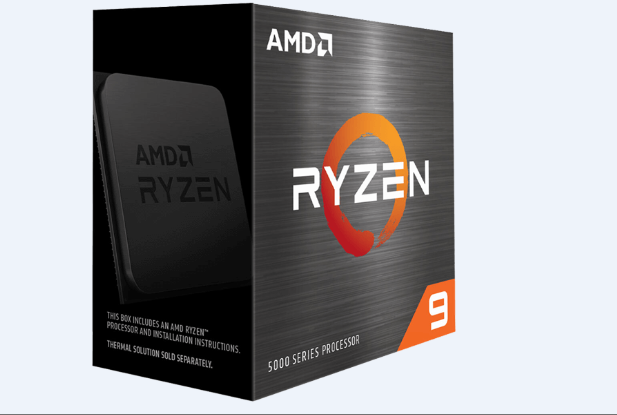 AMD
RYZEN
9
5000 SERIES PROCESSOR
AMD
RYZEN
THIS BOX INCLUDES AN AMD RYZEN™
PROCESSOR AND INSTALLATION INSTRUCTIONS.
THERMAL SOLUTION SOLD SEPARATELY.